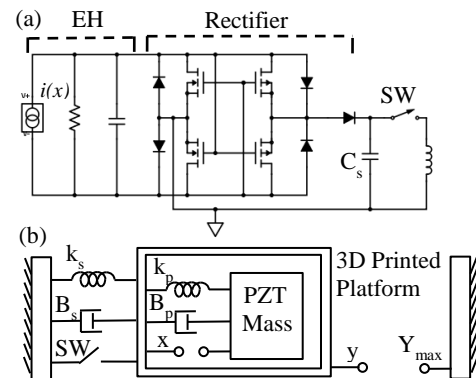 (a) EH Rectifier
V+
i(x)
SW
C_s
(b)
k_s
k_p
3D Printed
Platform
B_s
B_p
PZT
Mass
SW
x
y
Y_max